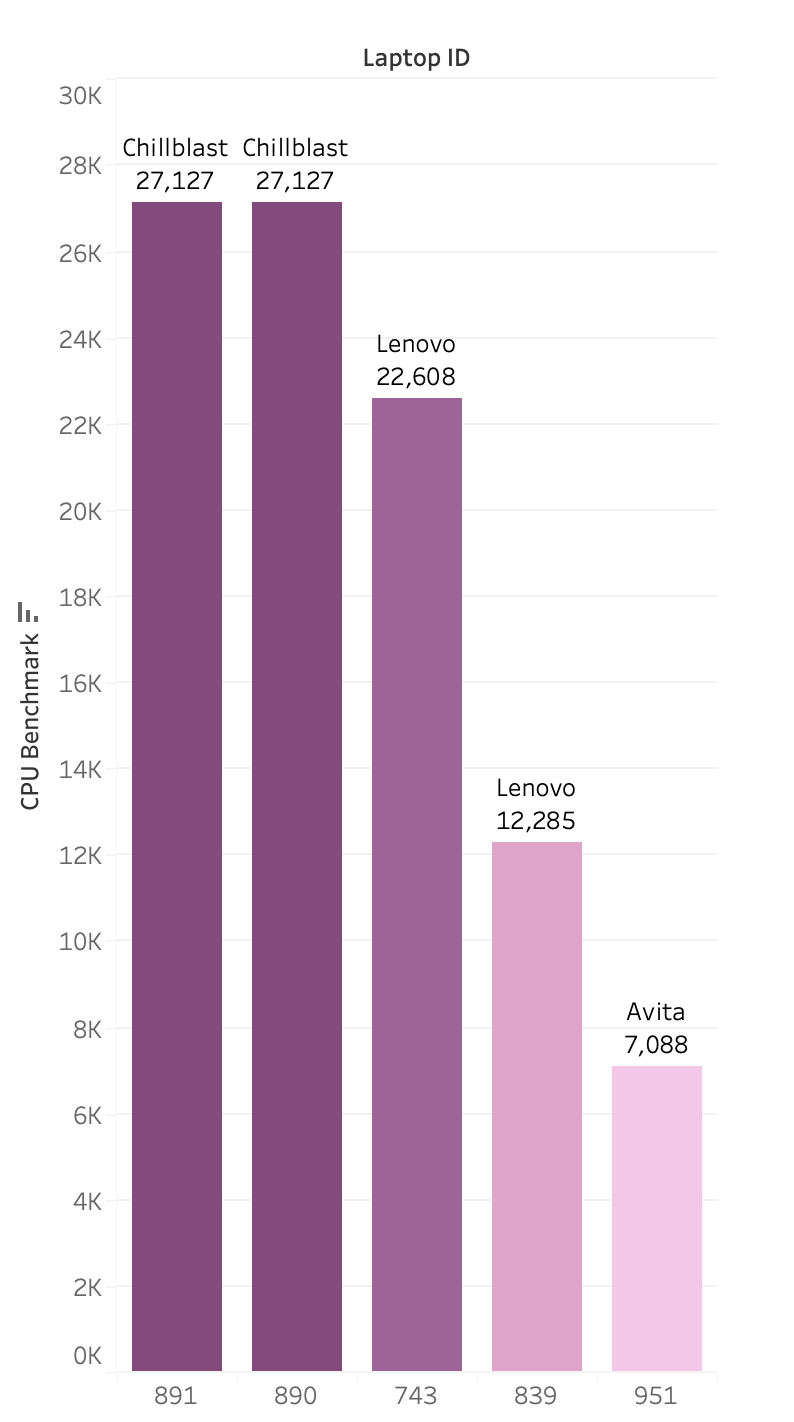 Laptop ID
30K
28K
26K
24K
22K
20K
18K
16K
14K
12K
10K
8K
6K
4K
2K
0K
CPU Benchmark
Chillblast
27,127
Chillblast
27,127
Lenovo
22,608
Lenovo
12,285
Avita
7,088
891 890 743 839 951